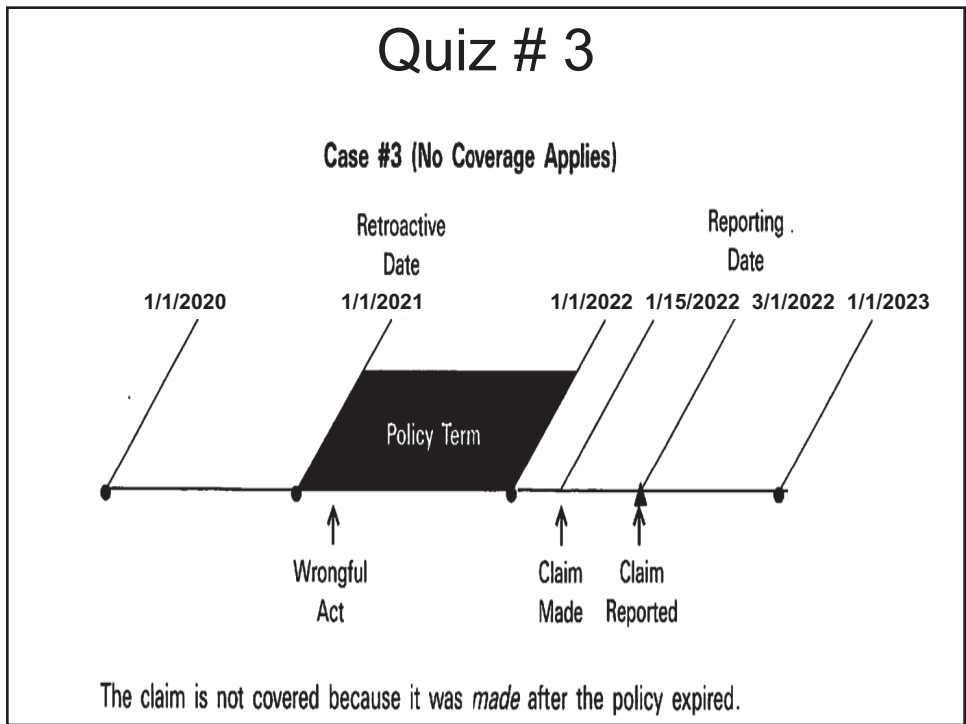 Quiz # 3
Case #3 (No Coverage Applies)
Retroactive
Date
Reporting
Date
1/1/2020
1/1/2021
1/1/2022
1/15/2022
3/1/2022
1/1/2023
Policy Term
Wrongful
Act
Claim
Made
Claim
Reported
The claim is not covered because it was made after the policy expired.